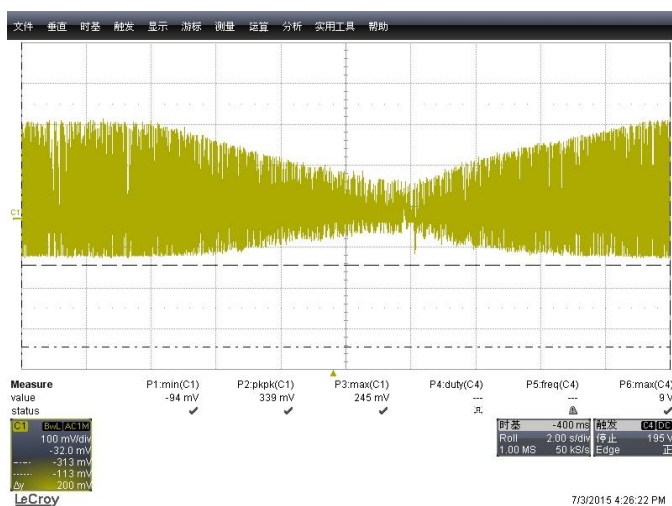 文件 垂直 时基 触发 显示 游标 测量 运算 分析 实用工具 帮助
C1
Measure P1:min(C1) P2:pkpk(C1) P3:max(C1) P4:duty(C4) P5:freq(C4) P6:max(C4)
value -94 mV 339 mV 245 mV --- --- 9 V
status
C1 BwL AC1M
100 mV/div
-32.0 mV
-313 mV
-113 mV
Δy 200 mV
时基 -400 ms
Roll 2.00 s/div
1.00 MS 50 kS/s
触发 C4 DC
停止 195 V
Edge 正
LeCroy
7/3/2015 4:26:22 PM